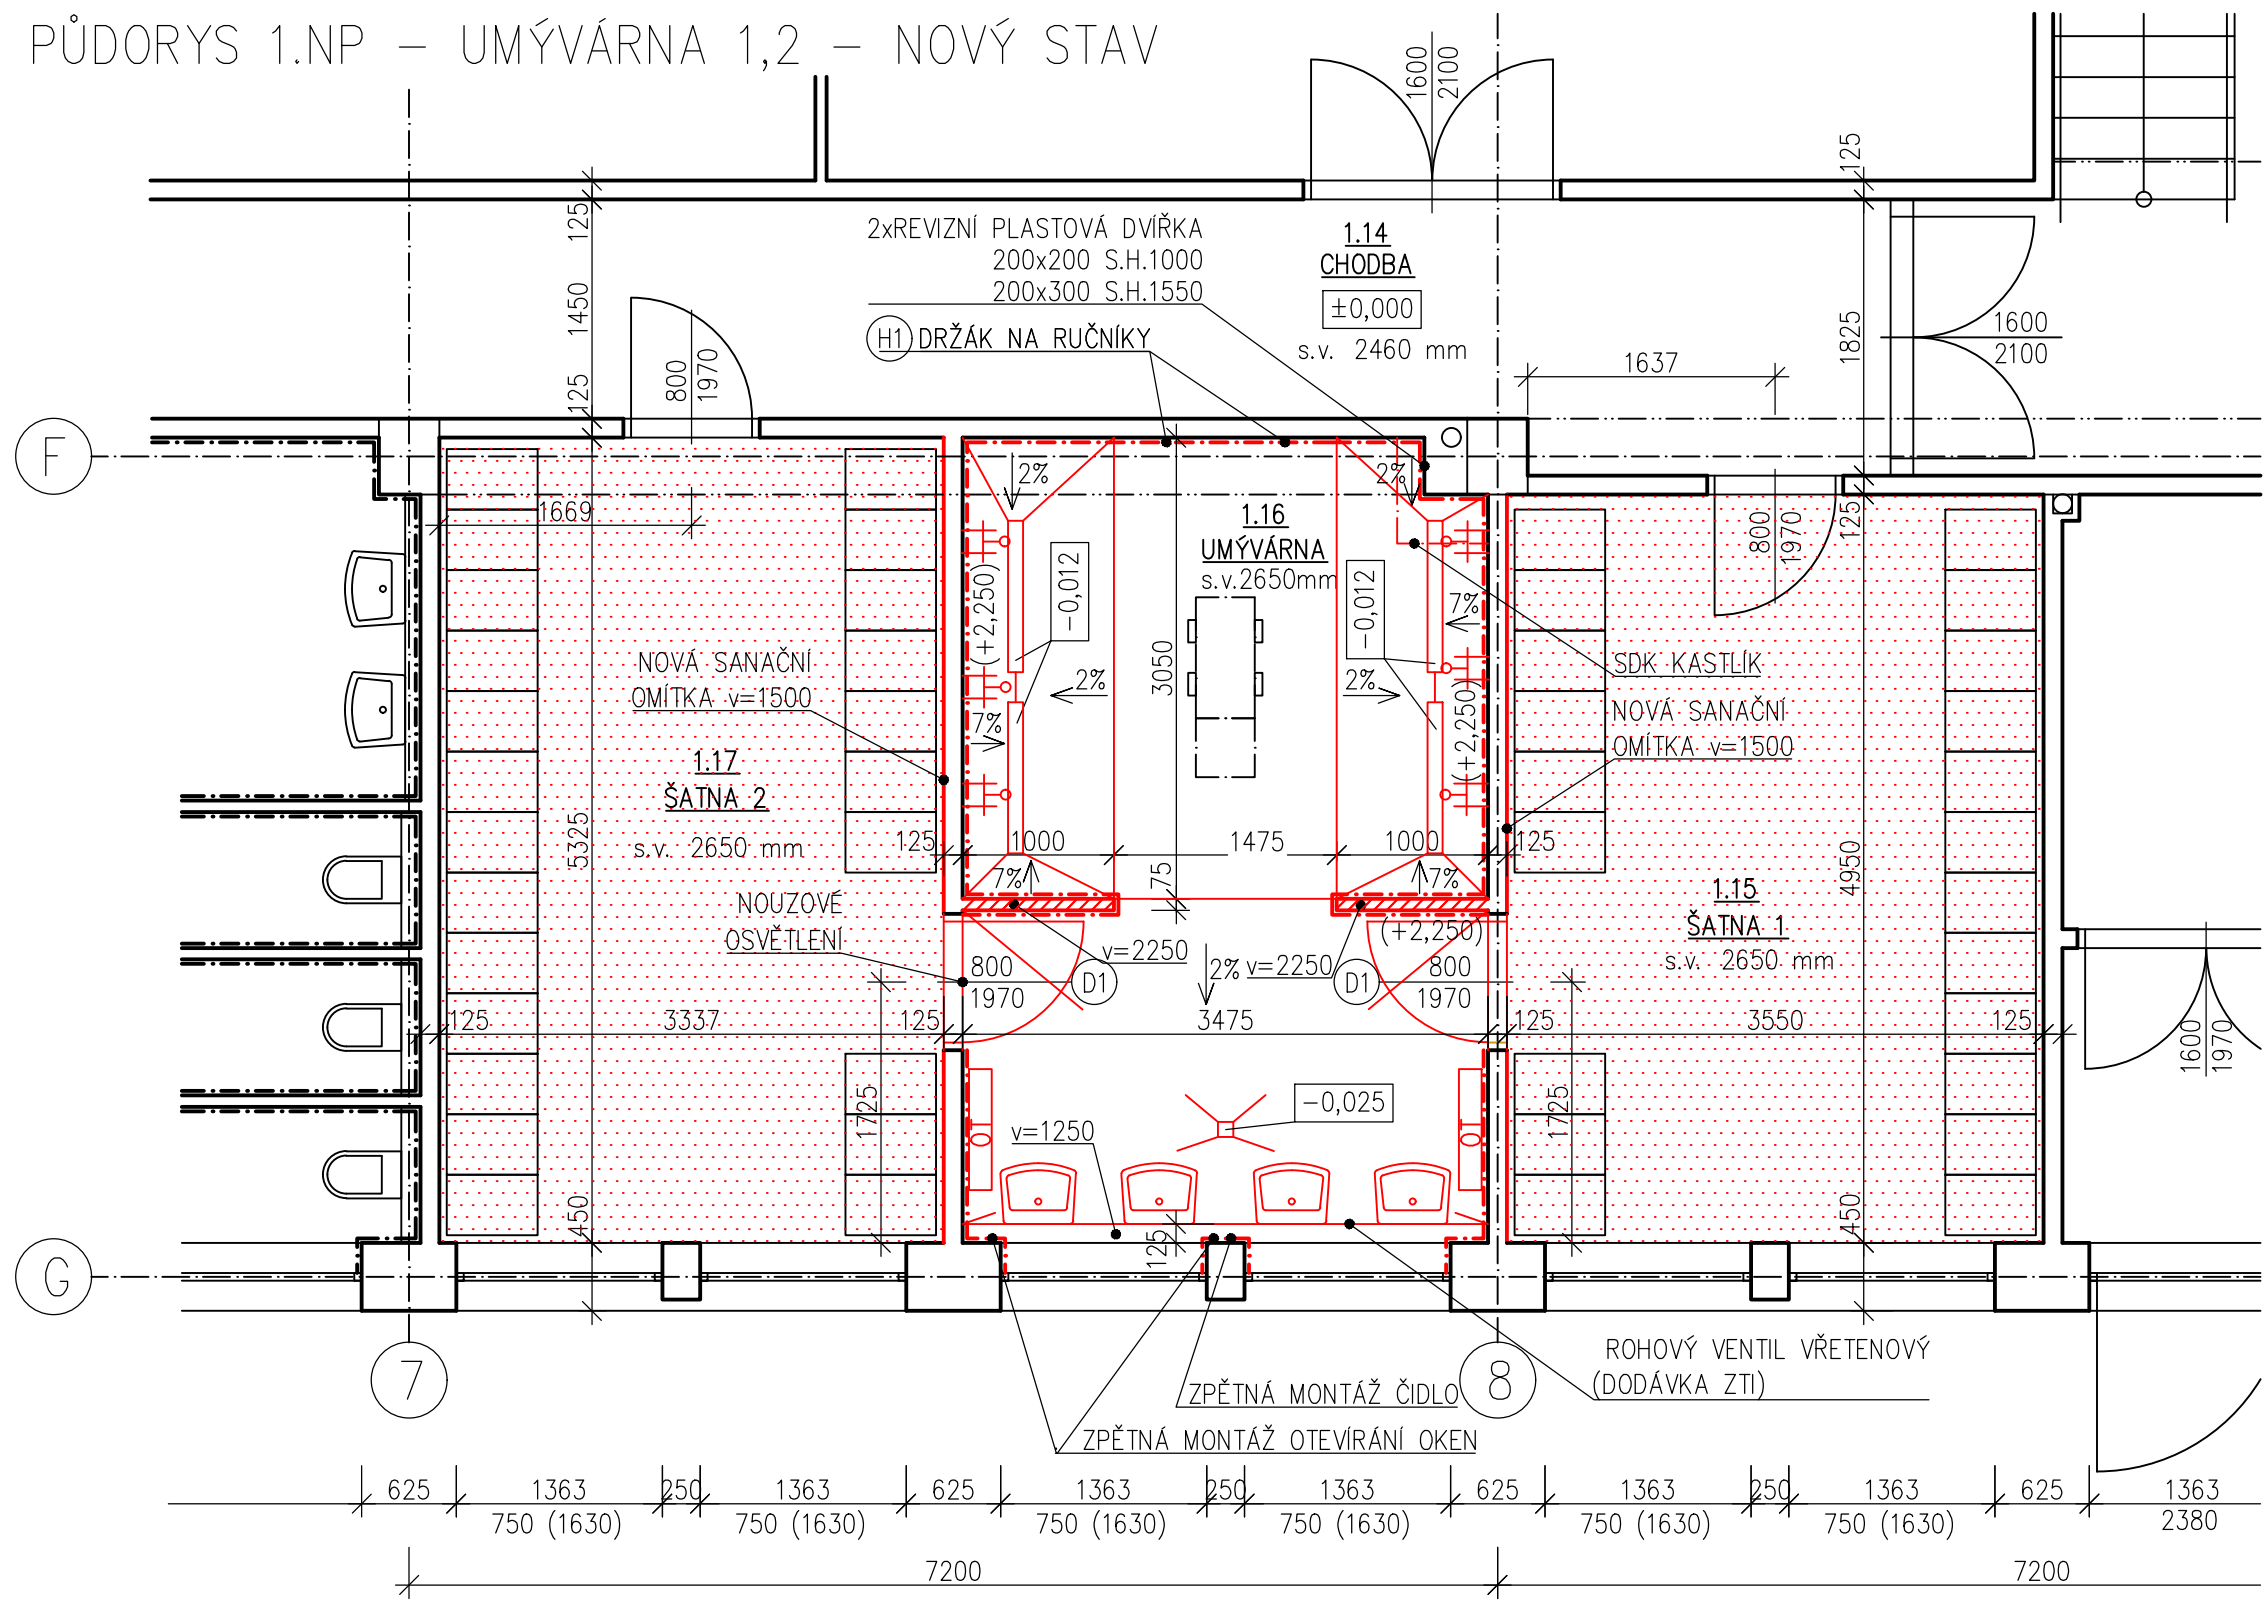 PŮDORYS 1.NP – UMÝVÁRNA 1,2 – NOVÝ STAV
1600
2100
125
125
2xREVIZNÍ PLASTOVÁ DVÍŘKA
200x200 S.H.1000
200x300 S.H.1550
1.14
CHODBA
±0,000
s.v. 2460 mm
H1 DRŽÁK NA RUČNÍKY
1450
1825
1600
2100
800
1970
125
1637
F
2%
2%
1669
1.16
UMÝVÁRNA
s.v.2650mm
800
1970
125
-0,012
-0,012
(+2,250)
7%
3050
NOVÁ SANAČNÍ
OMÍTKA v=1500
2%
2%
SDK KASTLÍK
(+2,250)
7%
NOVÁ SANAČNÍ
OMÍTKA v=1500
1.17
ŠATNA 2
s.v. 2650 mm
5325
125
1000
1475
1000
125
4950
7%
75
7%
1.15
ŠATNA 1
s.v. 2650 mm
NOUZOVÉ
OSVĚTLENÍ
(+2,250)
v=2250
2%
v=2250
800
1970
D1
D1
800
1970
125
3337
125
3475
125
3550
125
1600
1970
1725
-0,025
1725
v=1250
OT
OT
450
125
450
G
7
8
ROHOVÝ VENTIL VŘETENOVÝ
(DODÁVKA ZTI)
ZPĚTNÁ MONTÁŽ ČIDLO
ZPĚTNÁ MONTÁŽ OTEVÍRÁNÍ OKEN
625 1363 250 1363 625 1363 250 1363 625 1363 250 1363 625 1363
750 (1630) 750 (1630) 750 (1630) 750 (1630) 750 (1630) 750 (1630) 2380
7200 7200